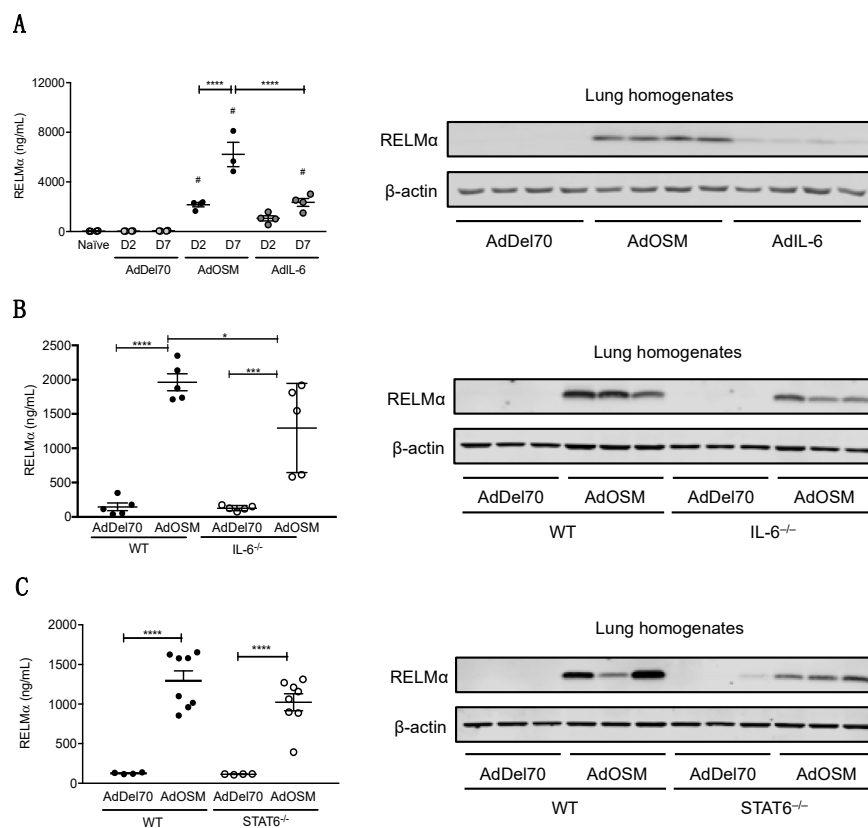 A
12000
8000
4000
0
RELMα (ng/mL)
****
****
#
#
#
Naïve D2 D7 D2 D7 D2 D7
AdDel70 AdOSM AdIL-6
Lung homogenates
RELMα
β-actin
AdDel70 AdOSM AdIL-6
B
2500
2000
1500
1000
500
0
RELMα (ng/mL)
****
*
***
AdDel70 AdOSM AdDel70 AdOSM
WT IL-6⁻/⁻
Lung homogenates
RELMα
β-actin
AdDel70 AdOSM AdDel70 AdOSM
WT IL-6⁻/⁻
C
2000
1500
1000
500
0
RELMα (ng/mL)
****
****
AdDel70 AdOSM AdDel70 AdOSM
WT STAT6⁻/⁻
Lung homogenates
RELMα
β-actin
AdDel70 AdOSM AdDel70 AdOSM
WT STAT6⁻/⁻